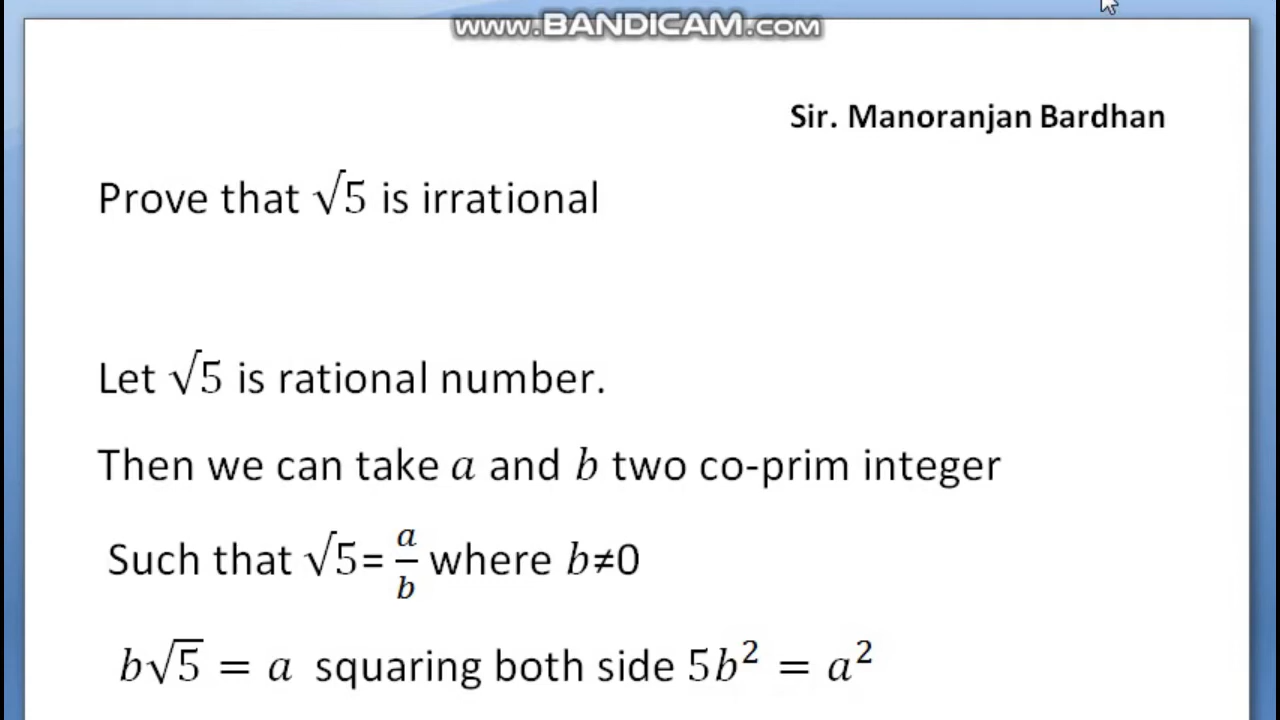 www.BANDICAM.com
Sir. Manoranjan Bardhan
Prove that √5 is irrational
Let √5 is rational number.
Then we can take a and b two co-prim integer
Such that √5= a/b where b≠0
b√5 = a squaring both side 5b² = a²